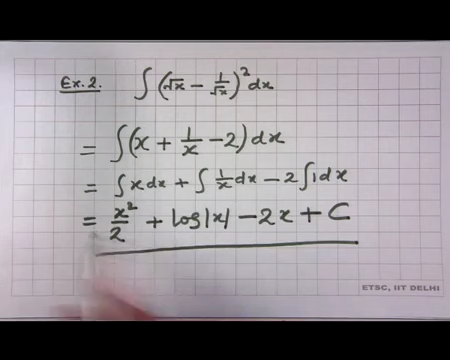 Ex.2. ∫(√x − 1/√x)² dx
= ∫(x + 1/x − 2) dx
= ∫x dx + ∫ 1/x dx − 2∫1 dx
= x²/2 + log|x| − 2x + C
ETSC, IIT DELHI